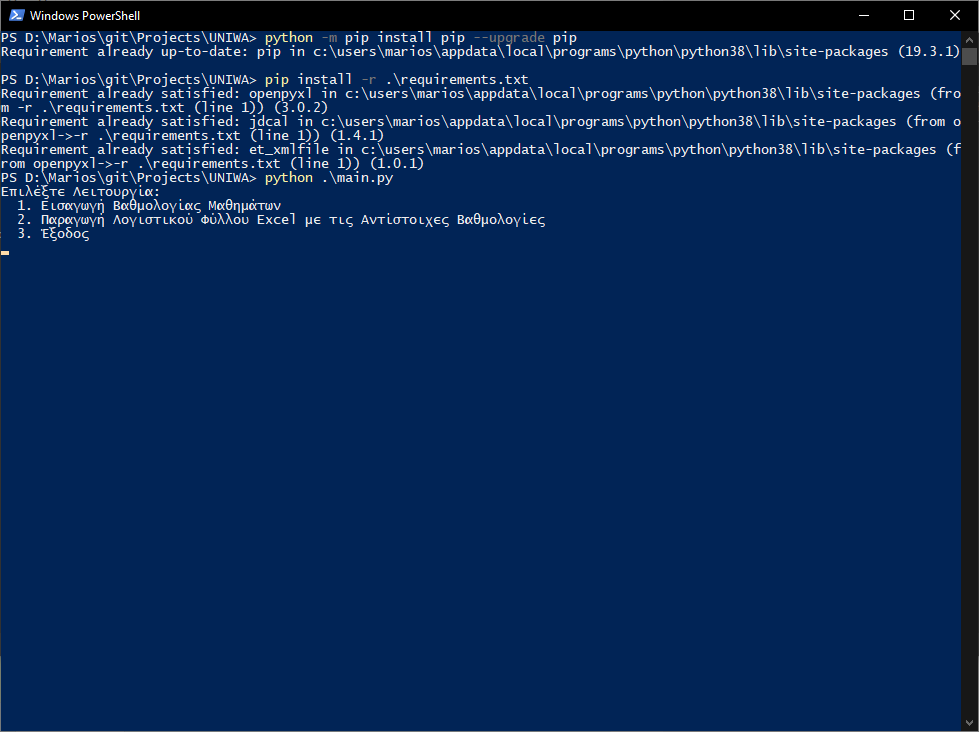 Windows PowerShell
PS D:\Marios\git\Projects\UNIWA> python -m pip install pip --upgrade pip
Requirement already up-to-date: pip in c:\users\marios\appdata\local\programs\python\python38\lib\site-packages (19.3.1)
PS D:\Marios\git\Projects\UNIWA> pip install -r .\requirements.txt
Requirement already satisfied: openpyxl in c:\users\marios\appdata\local\programs\python\python38\lib\site-packages (fro
m -r .\requirements.txt (line 1)) (3.0.2)
Requirement already satisfied: jdcal in c:\users\marios\appdata\local\programs\python\python38\lib\site-packages (from o
penpyxl->-r .\requirements.txt (line 1)) (1.4.1)
Requirement already satisfied: et_xmlfile in c:\users\marios\appdata\local\programs\python\python38\lib\site-packages (f
rom openpyxl->-r .\requirements.txt (line 1)) (1.0.1)
PS D:\Marios\git\Projects\UNIWA> python .\main.py
Επιλέξτε Λειτουργία:
  1. Εισαγωγή Βαθμολογίας Μαθημάτων
  2. Παραγωγή Λογιστικού Φύλλου Excel με τις Αντίστοιχες Βαθμολογίες
  3. Έξοδος